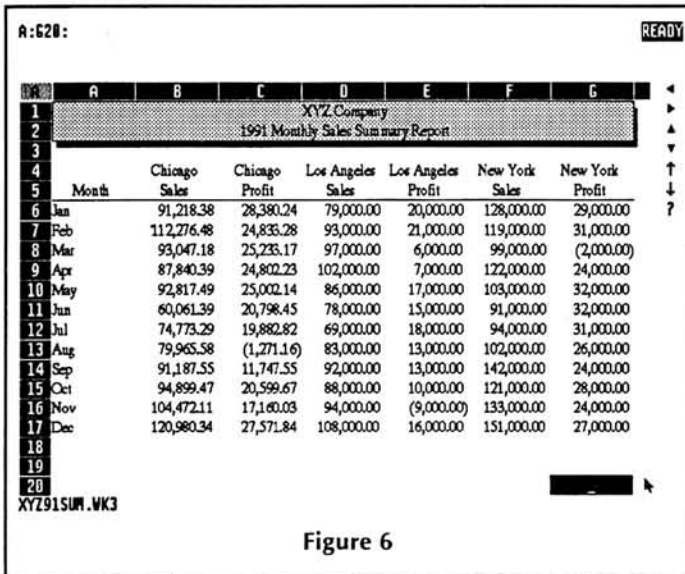 A:G20:
READY
A A B C D E F G
1 XYZ Company
2 1991 Monthly Sales Summary Report
3
4 Chicago Chicago Los Angeles Los Angeles New York New York
5 Month Sales Profit Sales Profit Sales Profit
6 Jan 91,218.38 28,380.24 79,000.00 20,000.00 128,000.00 29,000.00
7 Feb 112,276.48 24,833.28 93,000.00 21,000.00 119,000.00 31,000.00
8 Mar 93,047.18 25,233.17 97,000.00 6,000.00 99,000.00 (2,000.00)
9 Apr 87,840.39 24,802.23 102,000.00 7,000.00 122,000.00 24,000.00
10 May 92,817.49 25,002.14 86,000.00 17,000.00 103,000.00 32,000.00
11 Jun 60,061.39 20,798.45 78,000.00 15,000.00 91,000.00 32,000.00
12 Jul 74,773.29 19,882.82 69,000.00 18,000.00 94,000.00 31,000.00
13 Aug 79,965.58 (1,271.16) 83,000.00 13,000.00 102,000.00 26,000.00
14 Sep 91,187.55 11,747.55 92,000.00 13,000.00 142,000.00 24,000.00
15 Oct 94,899.47 20,599.67 88,000.00 10,000.00 121,000.00 28,000.00
16 Nov 104,472.11 17,160.03 94,000.00 (9,000.00) 133,000.00 24,000.00
17 Dec 120,980.34 27,571.84 108,000.00 16,000.00 151,000.00 27,000.00
18
19
20
?
XYZ91SUM.WK3
Figure 6